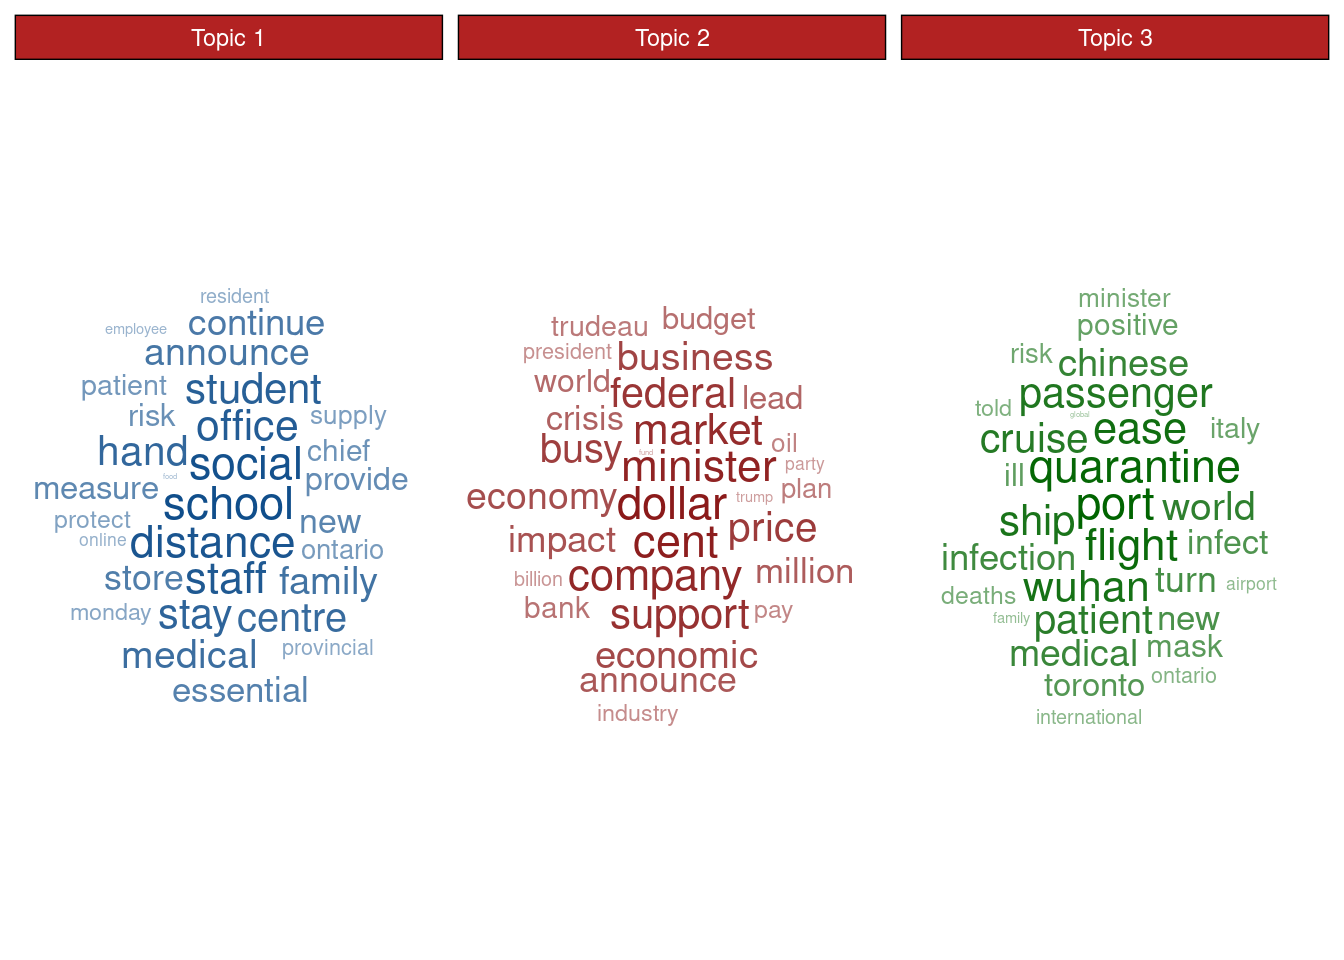 Topic 1
resident
employee
continue
announce
patient
student
risk
office
supply
hand
social
chief
food
measure
provide
school
protect
new
online
distance
ontario
store
staff
family
monday
stay
centre
medical
provincial
essential
Topic 2
trudeau
budget
president
business
world
federal
lead
crisis
market
busy
oil
fund
minister
party
economy
dollar
trump
plan
impact
cent
price
billion
company
million
bank
support
pay
economic
announce
industry
Topic 3
minister
positive
risk
chinese
passenger
told
global
cruise
ease
italy
ill
quarantine
port
world
ship
infection
flight
infect
deaths
wuhan
turn
airport
family
patient
new
medical
mask
toronto
ontario
international